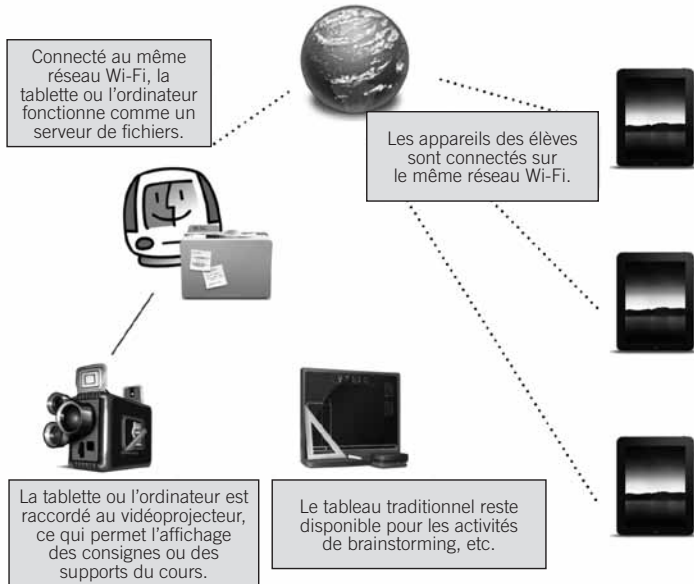 Connecté au même
réseau Wi-Fi, la
tablette ou l’ordinateur
fonctionne comme un
serveur de fichiers.
Les appareils des élèves
sont connectés sur
le même réseau Wi-Fi.
La tablette ou l’ordinateur est
raccordé au vidéoprojecteur,
ce qui permet l’affichage
des consignes ou des
supports du cours.
Le tableau traditionnel reste
disponible pour les activités
de brainstorming, etc.